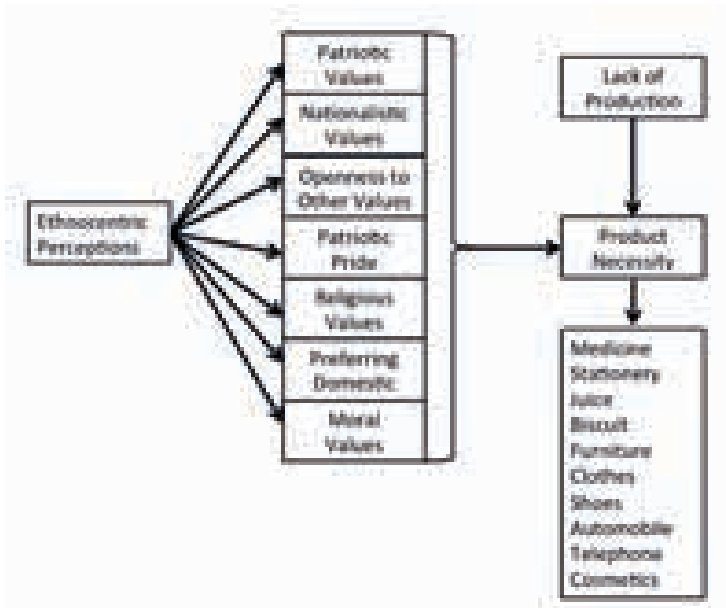 Ethnocentric
Perceptions
Patriotic
Values
Nationalistic
Values
Openness to
Other Values
Patriotic
Pride
Religious
Values
Preferring
Domestic
Moral
Values
Lack of
Production
Product
Necessity
Medicine
Stationery
Juice
Biscuit
Furniture
Clothes
Shoes
Automobile
Telephone
Cosmetics